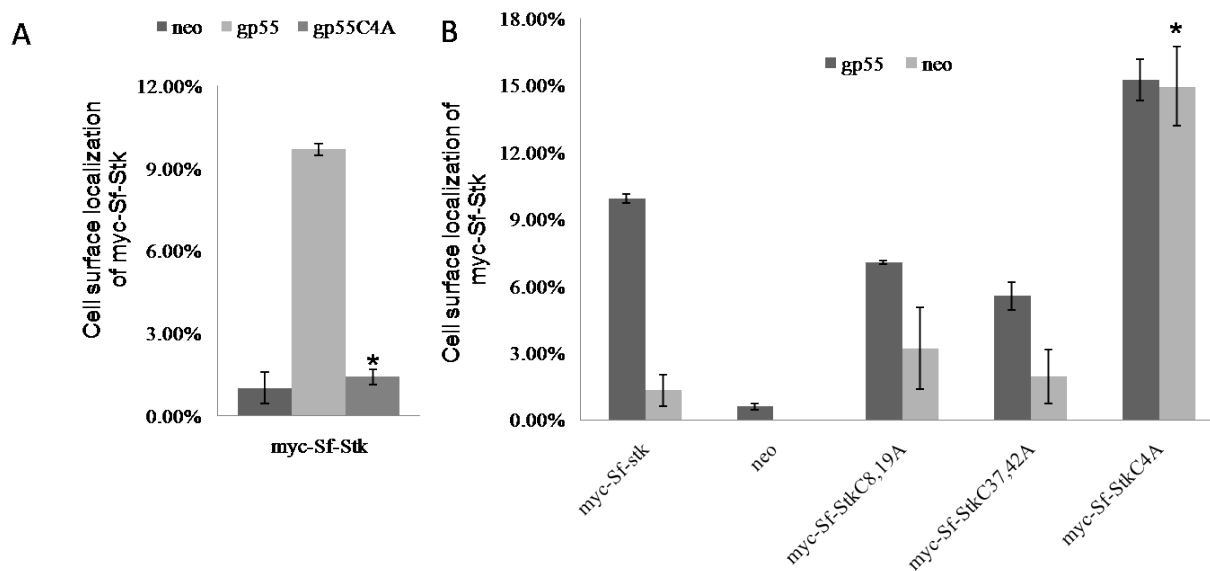 A
neo gp55 gp55C4A
Cell surface localization
of myc-Sf-Stk
12.00%
9.00%
6.00%
3.00%
0.00%
*
myc-Sf-Stk
B
gp55 neo
Cell surface localization of
myc-Sf-Stk
18.00%
15.00%
12.00%
9.00%
6.00%
3.00%
0.00%
*
myc-Sf-stk
neo
myc-Sf-StkC8,19A
myc-Sf-StkC37,42A
myc-Sf-StkC4A